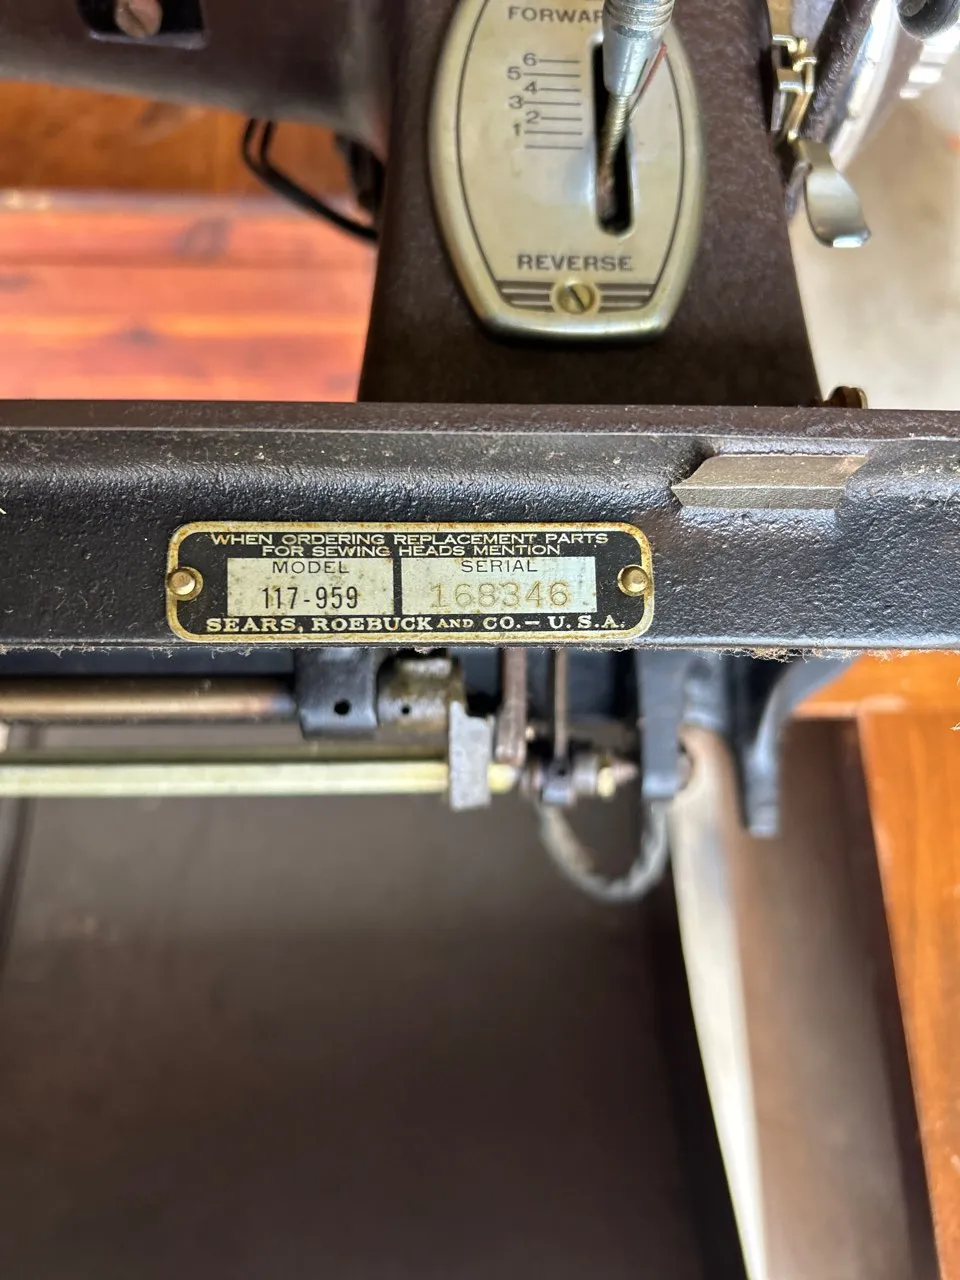 FORWAR
6
5
4
3
2
1
REVERSE
WHEN ORDERING REPLACEMENT PARTS
FOR SEWING HEADS MENTION
MODEL SERIAL
117-959 168346
SEARS, ROEBUCK AND CO. - U.S.A.